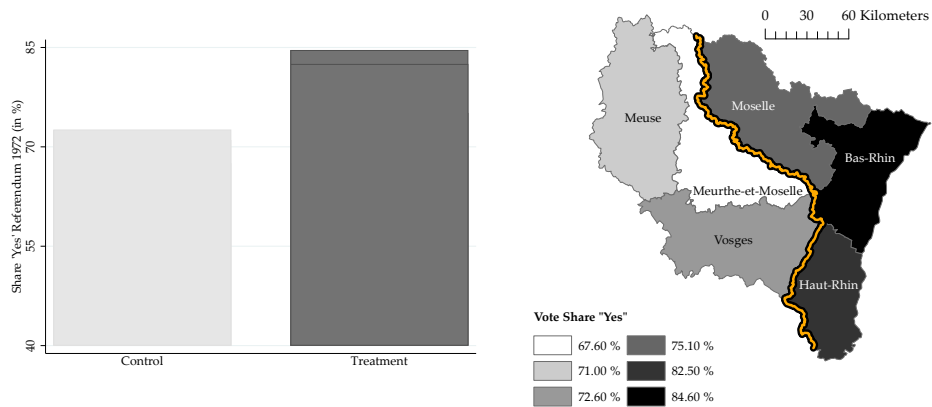 Share 'Yes' Referendum 1972 (in %)
85
70
55
40
Control
Treatment
0 30 60 Kilometers
Meuse
Moselle
Bas-Rhin
Meurthe-et-Moselle
Vosges
Haut-Rhin
Vote Share "Yes"
67.60 % 75.10 %
71.00 % 82.50 %
72.60 % 84.60 %